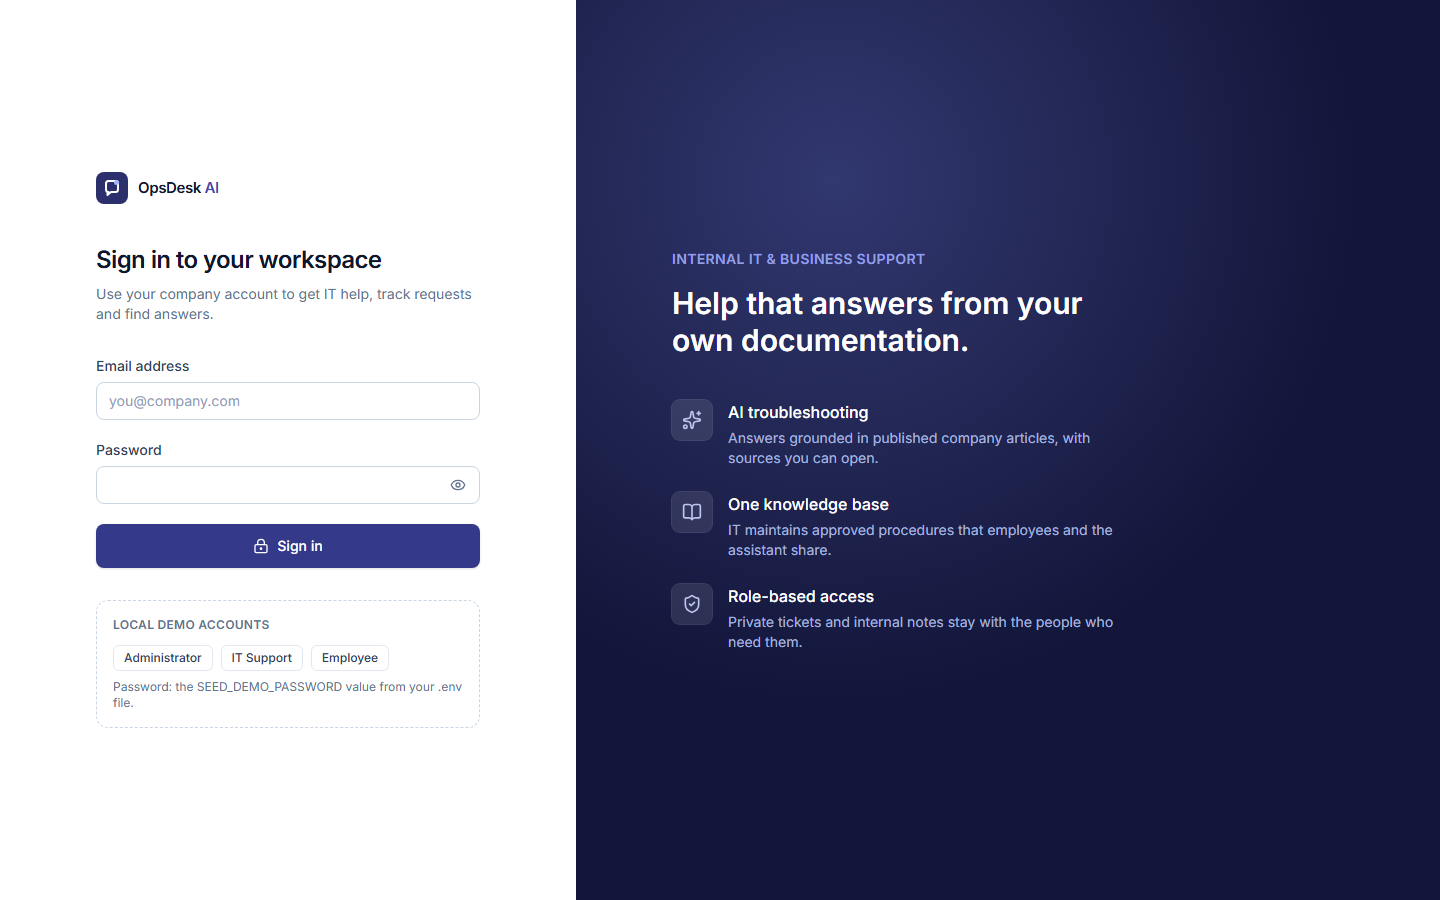 OpsDesk AI
Sign in to your workspace
Use your company account to get IT help, track requests
and find answers.
Email address
you@company.com
Password
Sign in
LOCAL DEMO ACCOUNTS
Administrator
IT Support
Employee
Password: the SEED_DEMO_PASSWORD value from your .env
file.
INTERNAL IT & BUSINESS SUPPORT
Help that answers from your
own documentation.
AI troubleshooting
Answers grounded in published company articles, with
sources you can open.
One knowledge base
IT maintains approved procedures that employees and the
assistant share.
Role-based access
Private tickets and internal notes stay with the people who
need them.